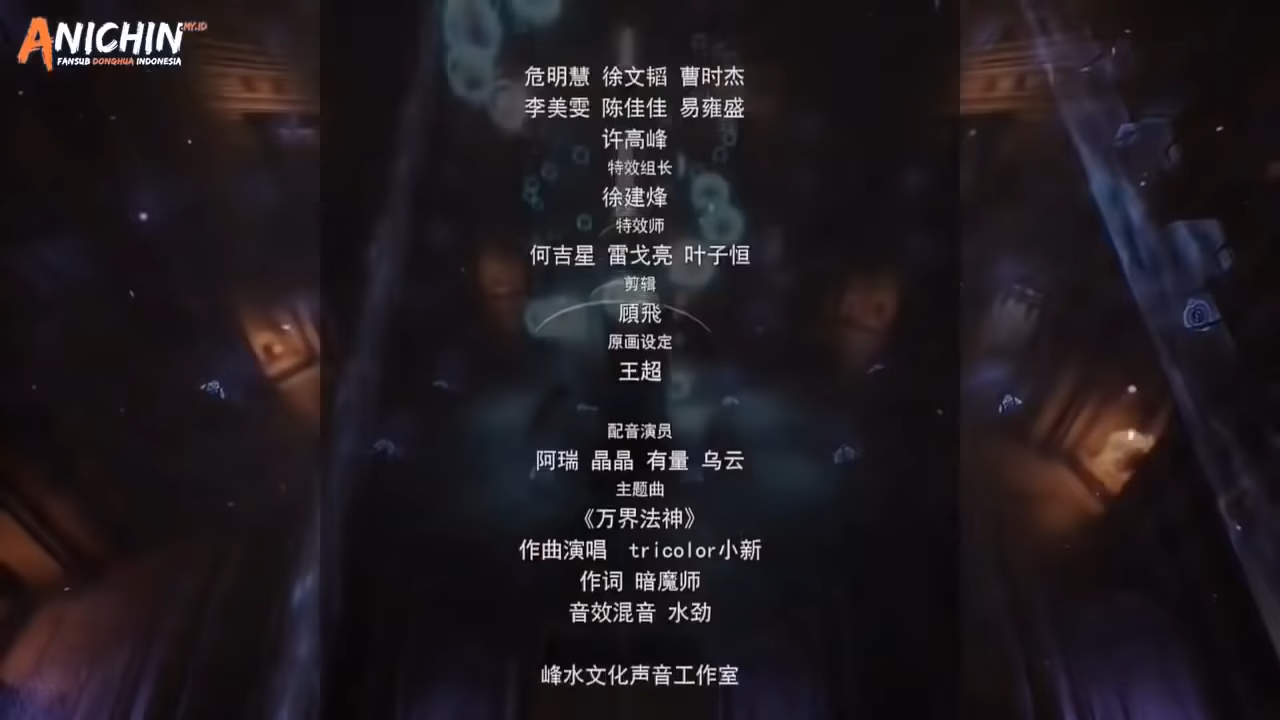 ANICHIN.MY.ID
FANSUB DONGHUA INDONESIA
危明慧 徐文韬 曹时杰
李美雯 陈佳佳 易雍盛
许高峰
特效组长
徐建烽
特效师
何吉星 雷戈亮 叶子恒
剪辑
顾飛
原画设定
王超
配音演员
阿瑞 晶晶 有量 乌云
主题曲
《万界法神》
作曲演唱 tricolor小新
作词 暗魔师
音效混音 水劲
峰水文化声音工作室